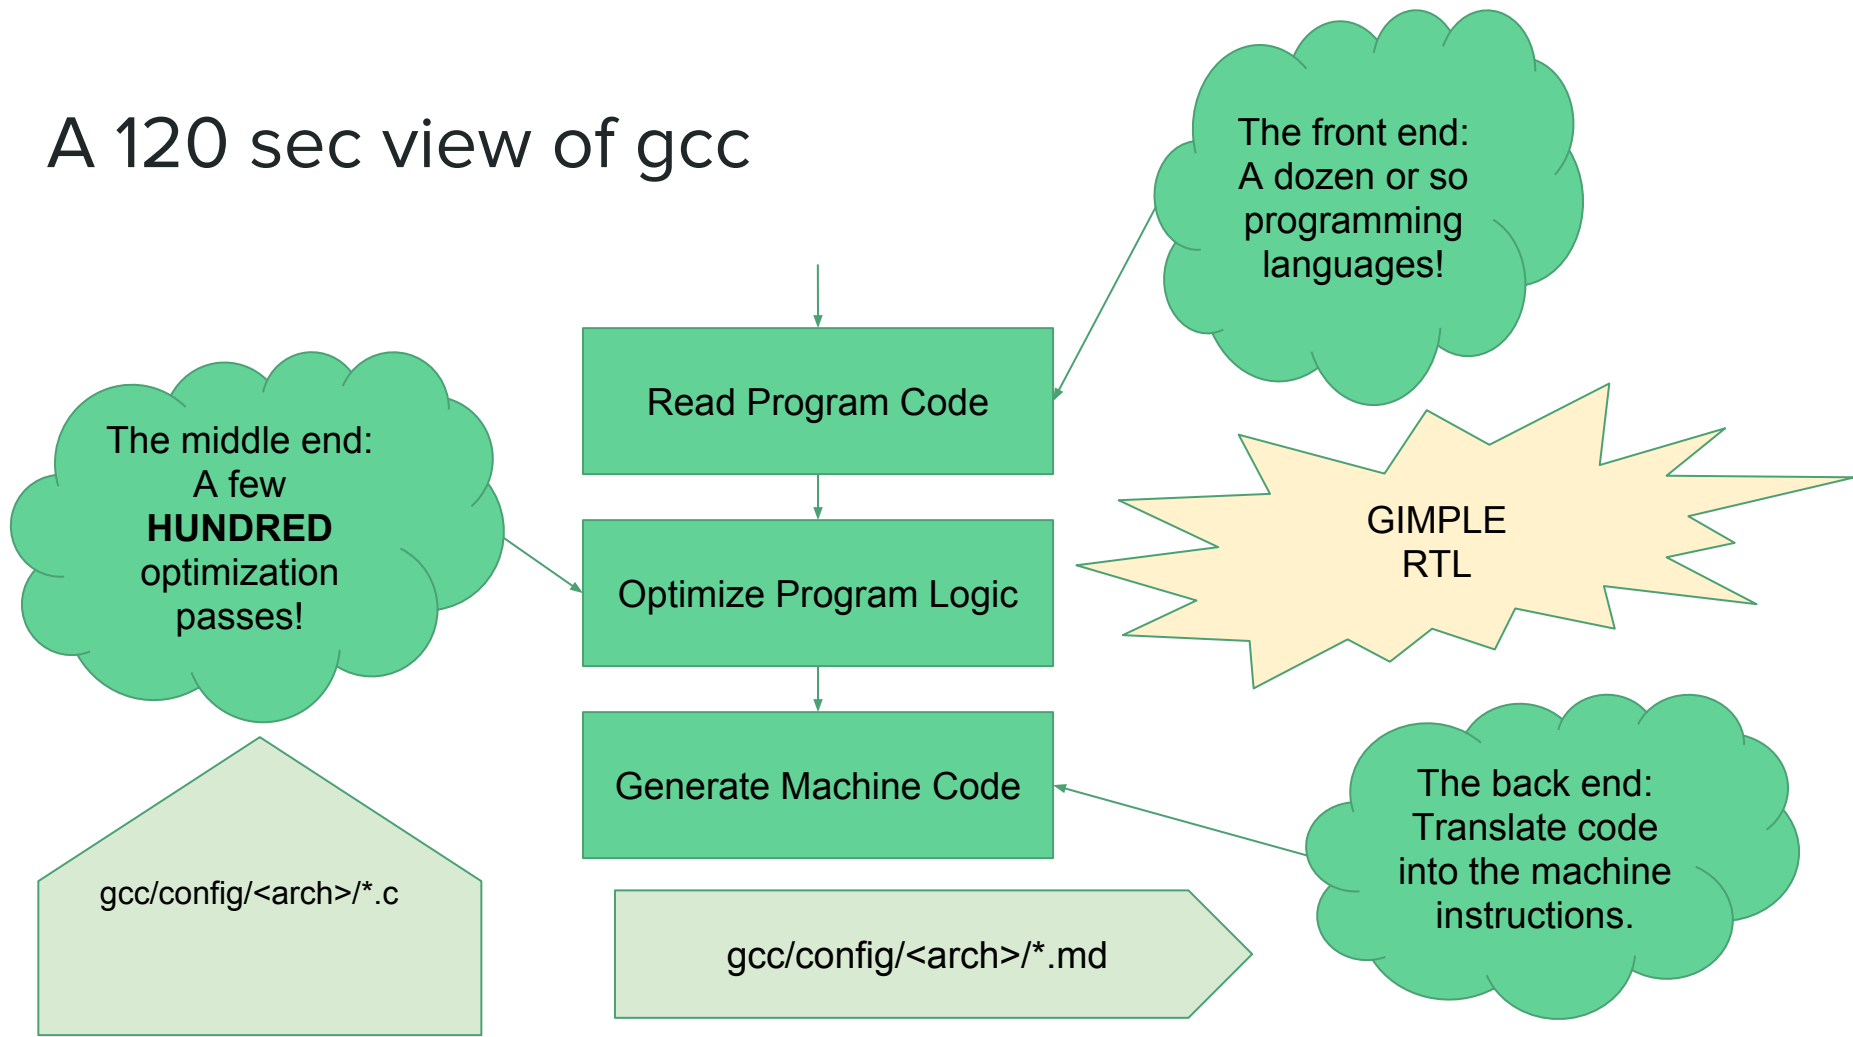 A 120 sec view of gcc
The front end:
A dozen or so
programming
languages!
Read Program Code
The middle end:
A few
HUNDRED
optimization
passes!
Optimize Program Logic
GIMPLE
RTL
Generate Machine Code
The back end:
Translate code
into the machine
instructions.
gcc/config/<arch>/*.c
gcc/config/<arch>/*.md